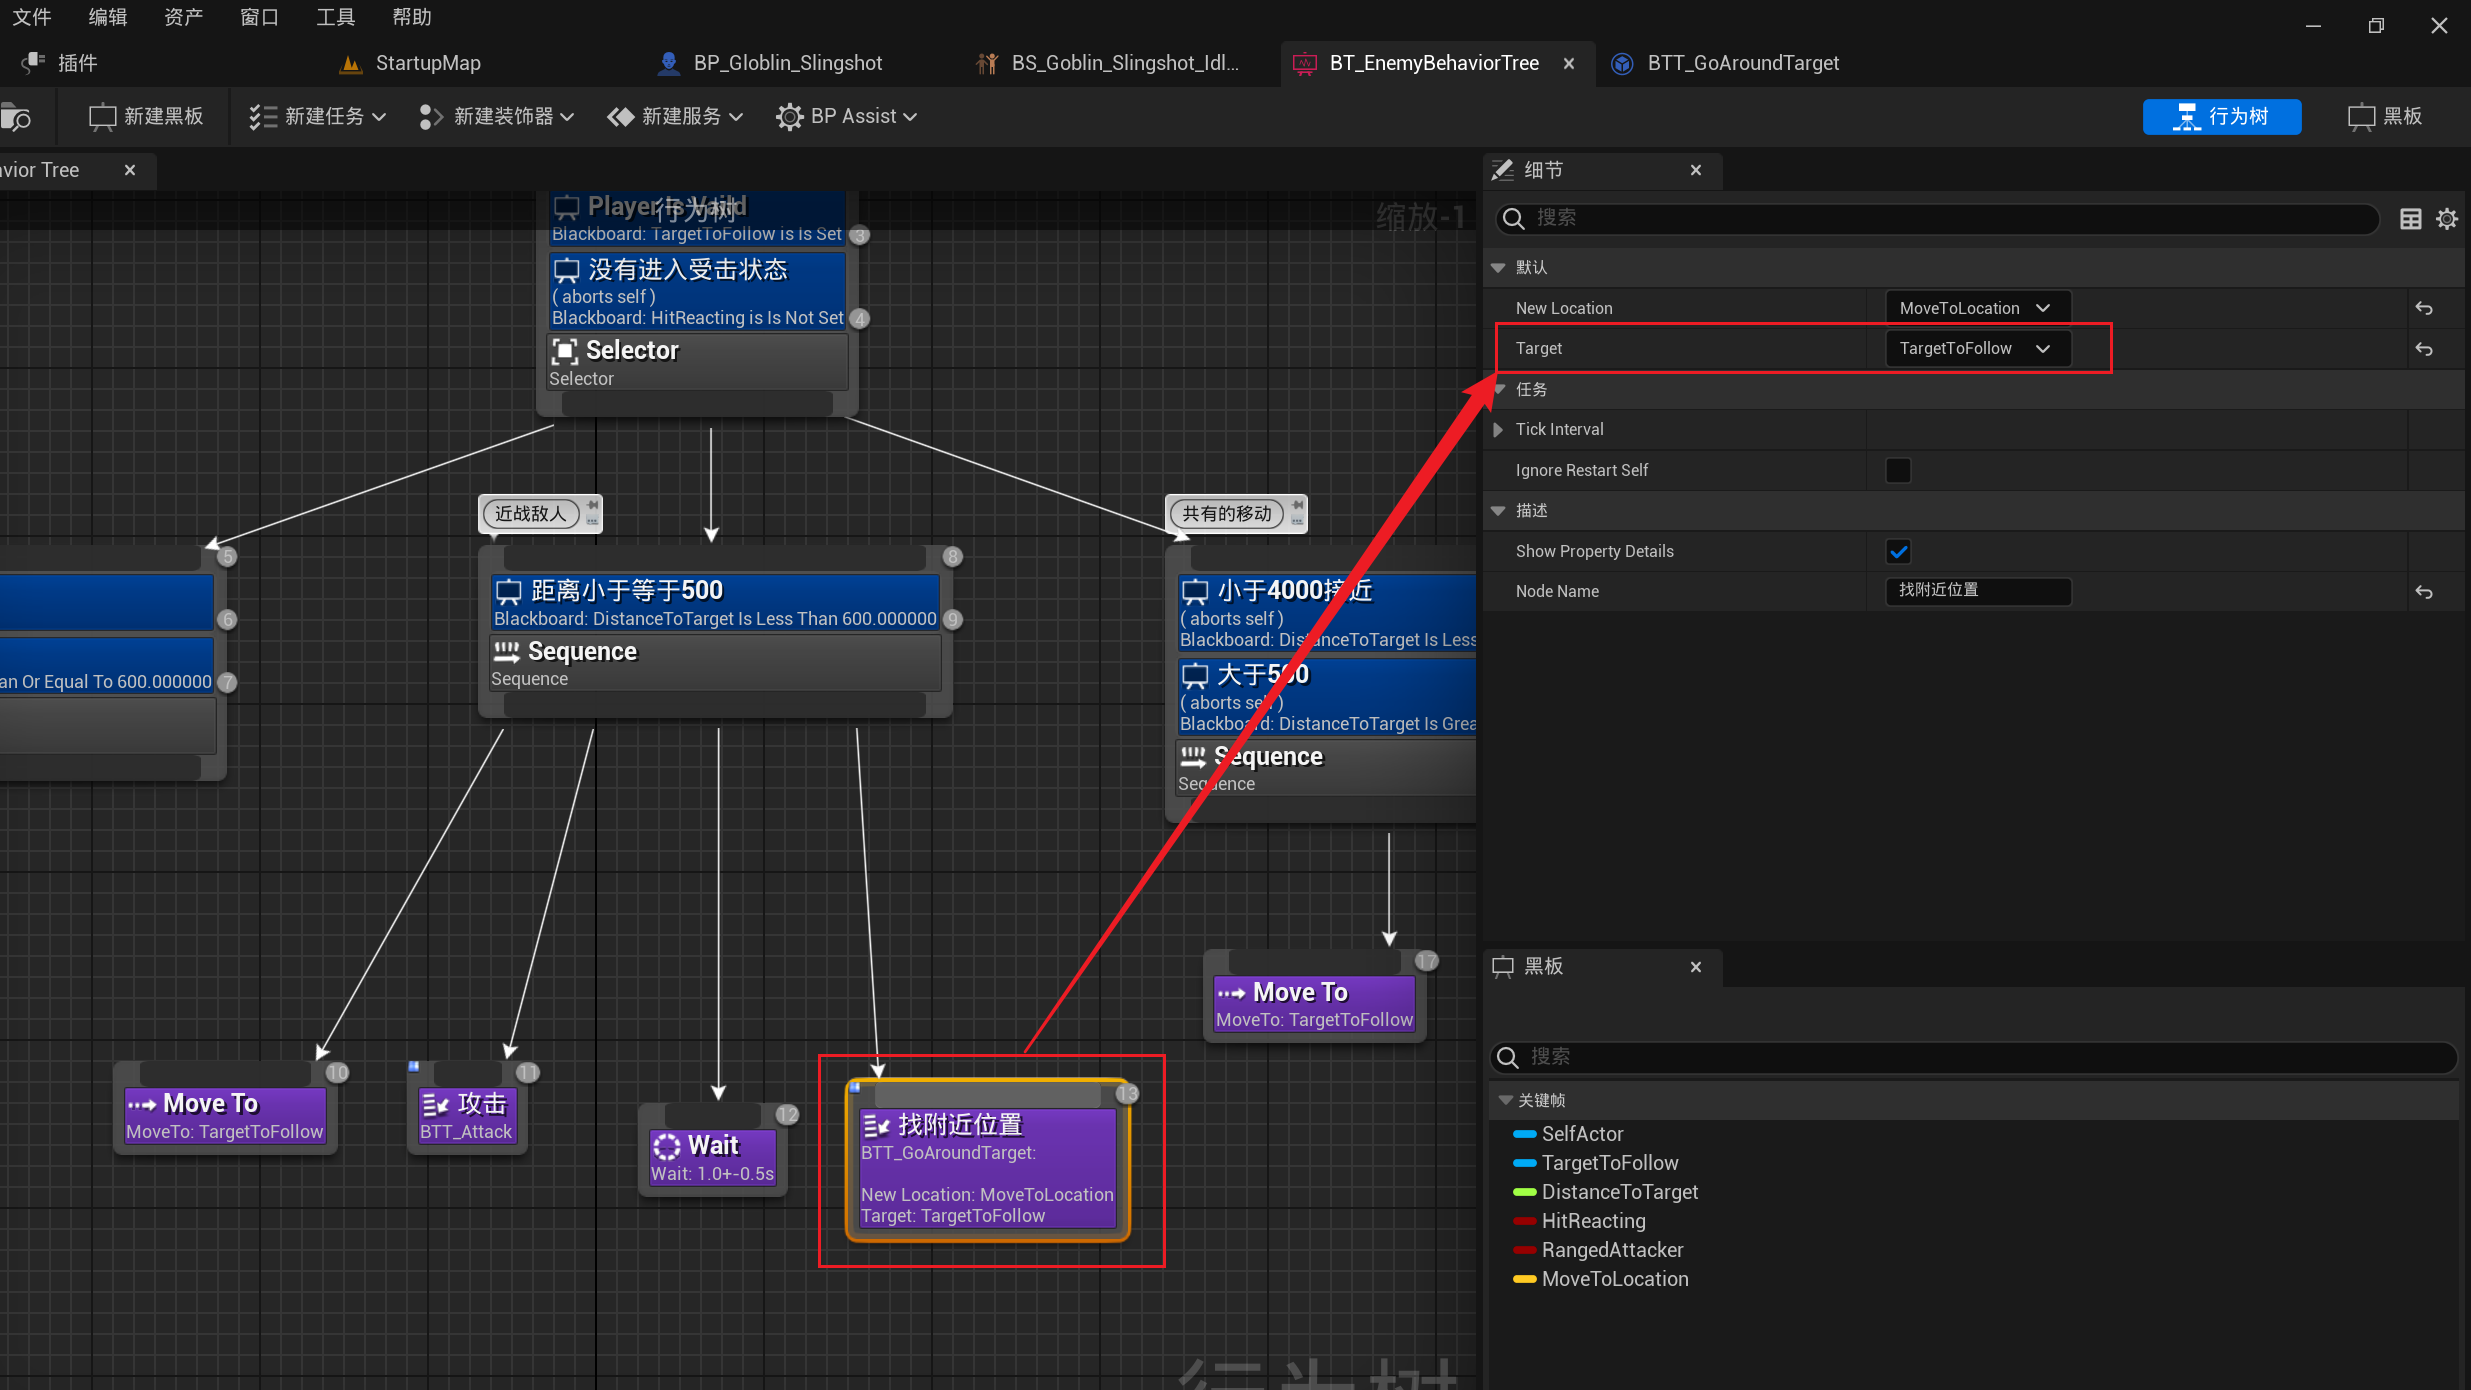 文件 编辑 资产 窗口 工具 帮助
插件 StartupMap BP_Globlin_Slingshot BS_Goblin_Slingshot_Idl... BT_EnemyBehaviorTree BTT_GoAroundTarget
新建黑板 新建任务 新建装饰器 新建服务 BP Assist 行为树 黑板
avior Tree
细节
行为树
缩放-1
Player is Vaild
Blackboard: TargetToFollow is Is Set
3
没有进入受击状态
( aborts self )
Blackboard: HitReacting is Is Not Set
4
Selector
Selector
近战敌人
共有的移动
5
6
an Or Equal To 600.000000
7
8
距离小于等于500
Blackboard: DistanceToTarget Is Less Than 600.000000
9
Sequence
Sequence
小于4000接近
( aborts self )
Blackboard: DistanceToTarget Is Less
大于500
( aborts self )
Blackboard: DistanceToTarget Is Grea
Sequence
Sequence
17
Move To
MoveTo: TargetToFollow
10
Move To
MoveTo: TargetToFollow
11
攻击
BTT_Attack
12
Wait
Wait: 1.0+-0.5s
13
找附近位置
BTT_GoAroundTarget:
New Location: MoveToLocation
Target: TargetToFollow
行为树
搜索
默认
New Location MoveToLocation
Target TargetToFollow
任务
Tick Interval
Ignore Restart Self
描述
Show Property Details
Node Name 找附近位置
黑板
搜索
关键帧
SelfActor
TargetToFollow
DistanceToTarget
HitReacting
RangedAttacker
MoveToLocation